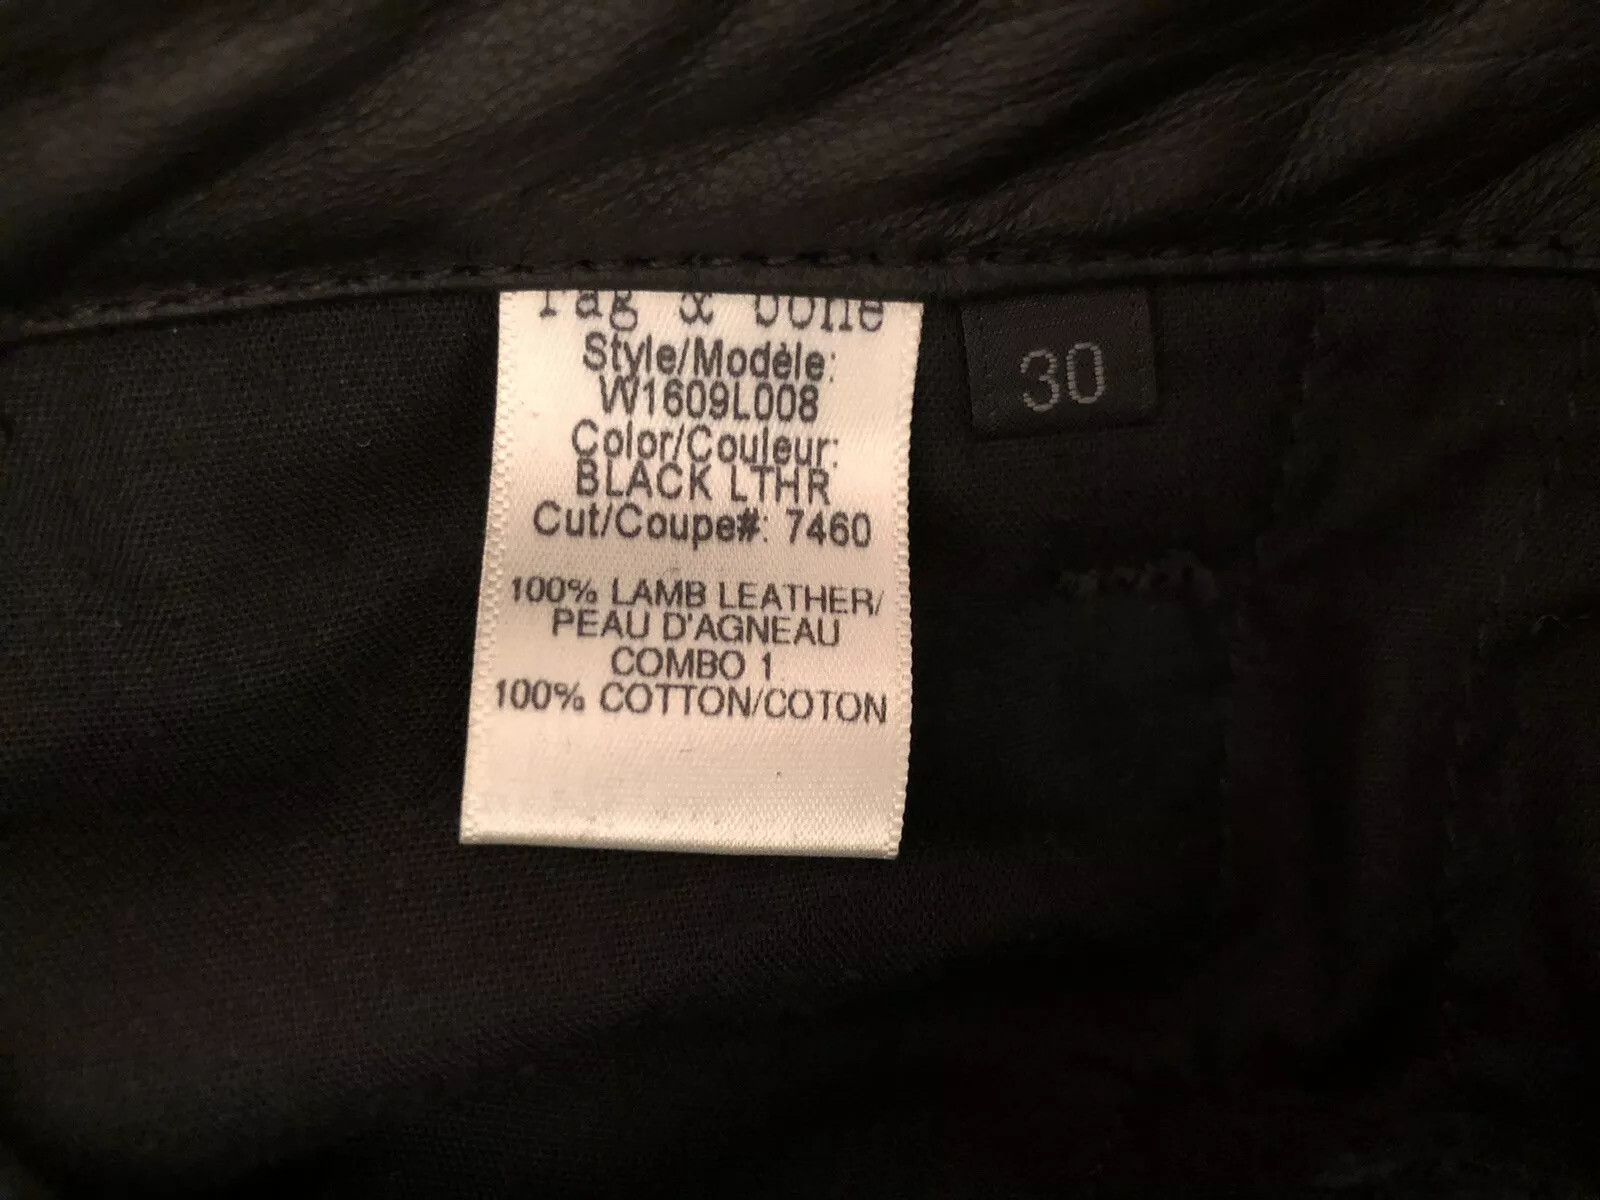 rag & bone
Style/Modèle:
W1609L008
Color/Couleur:
BLACK LTHR
Cut/Coupe#: 7460
100% LAMB LEATHER/
PEAU D'AGNEAU
COMBO 1
100% COTTON/COTON
30